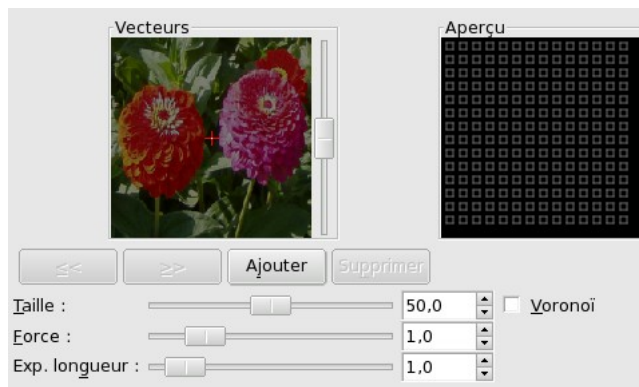 Vecteurs
Aperçu
<< >> Ajouter Supprimer
Taille : 50,0 Voronoï
Force : 1,0
Exp. longueur : 1,0